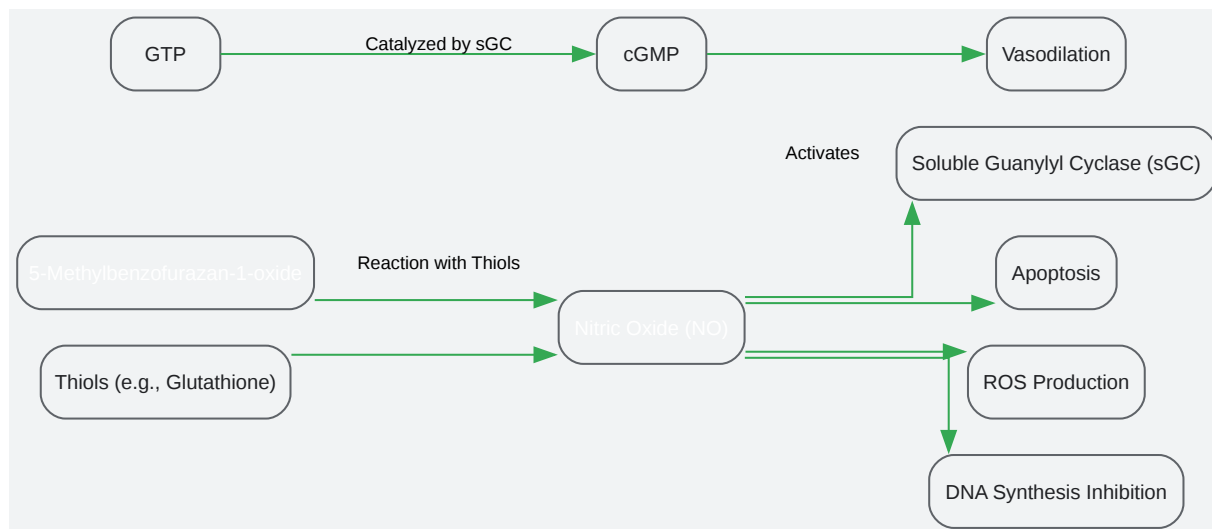 GTP
Catalyzed by sGC
cGMP
Vasodilation
Activates
Soluble Guanylyl Cyclase (sGC)
5-Methylbenzofurazan-1-oxide
Reaction with Thiols
Apoptosis
Nitric Oxide (NO)
Thiols (e.g., Glutathione)
ROS Production
DNA Synthesis Inhibition